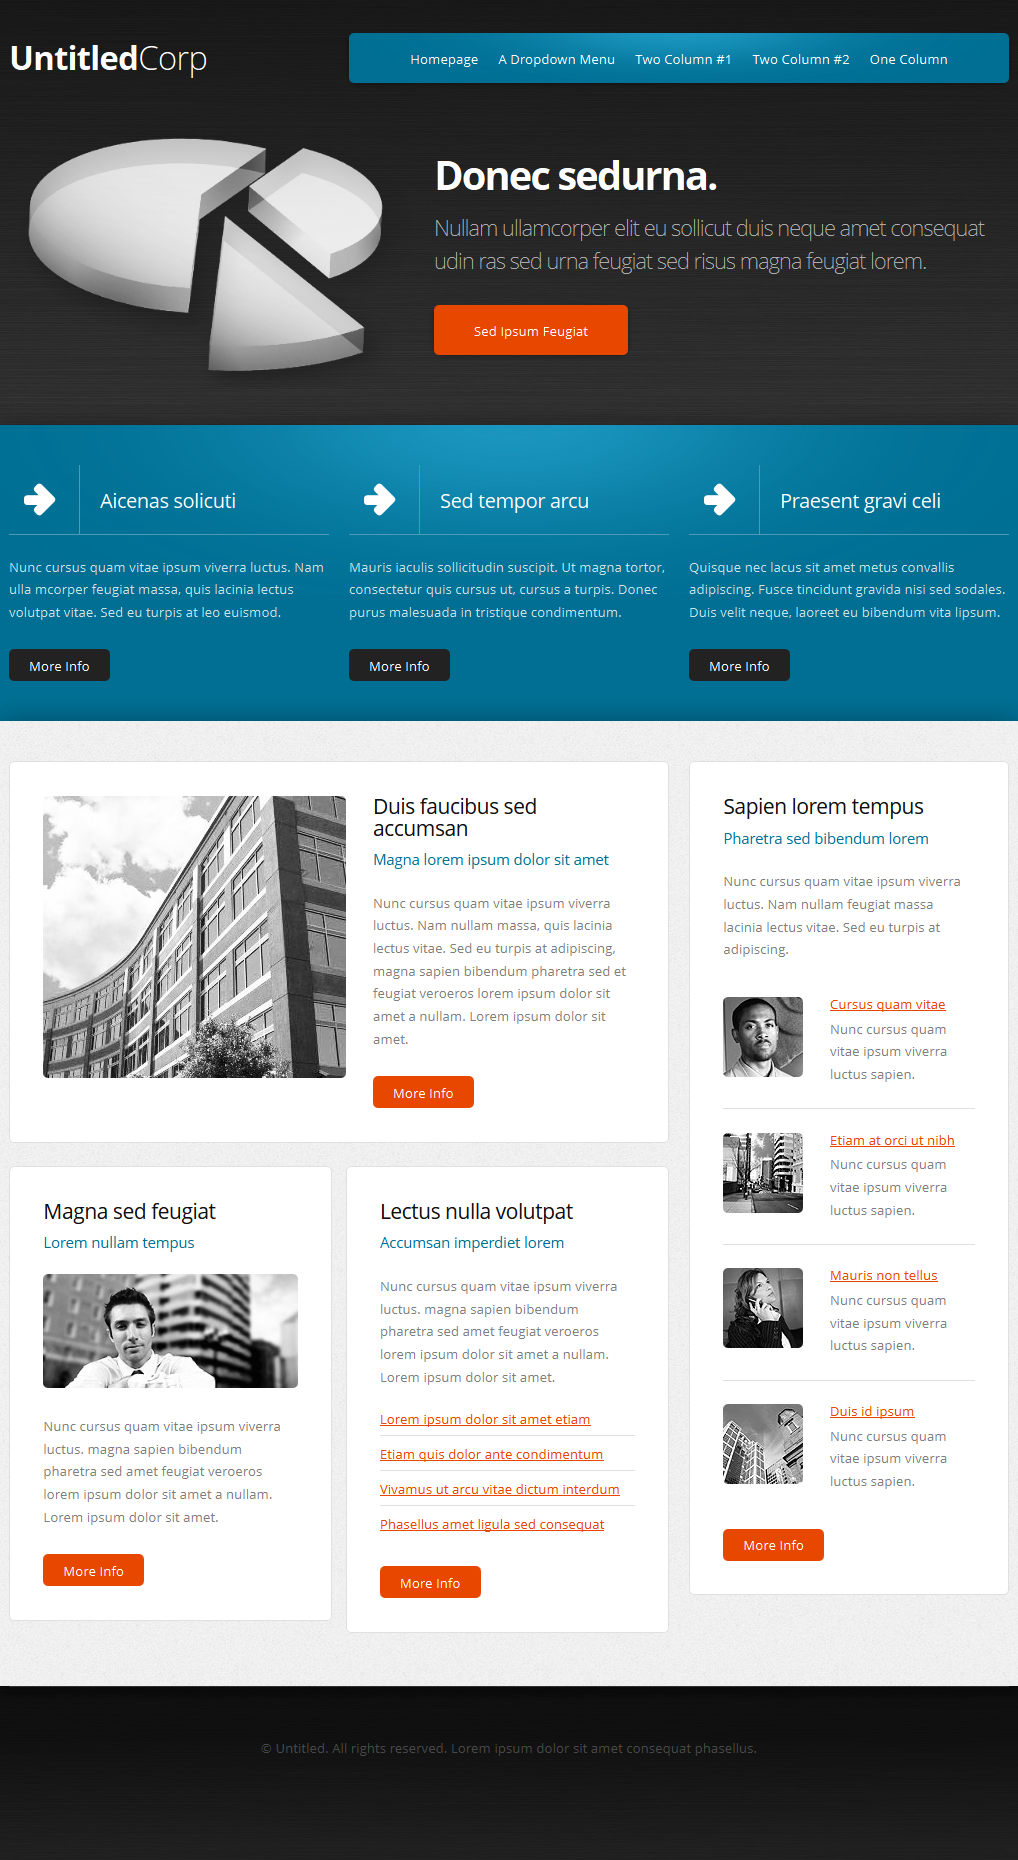 UntitledCorp
Homepage A Dropdown Menu Two Column #1 Two Column #2 One Column
Donec sedurna.
Nullam ullamcorper elit eu sollicut duis neque amet consequat
udin ras sed urna feugiat sed risus magna feugiat lorem.
Sed Ipsum Feugiat
Aicenas solicuti
Nunc cursus quam vitae ipsum viverra luctus. Nam
ulla mcorper feugiat massa, quis lacinia lectus
volutpat vitae. Sed eu turpis at leo euismod.
More Info
Sed tempor arcu
Mauris iaculis sollicitudin suscipit. Ut magna tortor,
consectetur quis cursus ut, cursus a turpis. Donec
purus malesuada in tristique condimentum.
More Info
Praesent gravi celi
Quisque nec lacus sit amet metus convallis
adipiscing. Fusce tincidunt gravida nisi sed sodales.
Duis velit neque, laoreet eu bibendum vita lipsum.
More Info
Duis faucibus sed
accumsan
Magna lorem ipsum dolor sit amet
Nunc cursus quam vitae ipsum viverra
luctus. Nam nullam massa, quis lacinia
lectus vitae. Sed eu turpis at adipiscing,
magna sapien bibendum pharetra sed et
feugiat veroeros lorem ipsum dolor sit
amet a nullam. Lorem ipsum dolor sit
amet.
More Info
Magna sed feugiat
Lorem nullam tempus
Nunc cursus quam vitae ipsum viverra
luctus. magna sapien bibendum
pharetra sed amet feugiat veroeros
lorem ipsum dolor sit amet a nullam.
Lorem ipsum dolor sit amet.
More Info
Lectus nulla volutpat
Accumsan imperdiet lorem
Nunc cursus quam vitae ipsum viverra
luctus. magna sapien bibendum
pharetra sed amet feugiat veroeros
lorem ipsum dolor sit amet a nullam.
Lorem ipsum dolor sit amet.
Lorem ipsum dolor sit amet etiam
Etiam quis dolor ante condimentum
Vivamus ut arcu vitae dictum interdum
Phasellus amet ligula sed consequat
More Info
Sapien lorem tempus
Pharetra sed bibendum lorem
Nunc cursus quam vitae ipsum viverra
luctus. Nam nullam feugiat massa
lacinia lectus vitae. Sed eu turpis at
adipiscing.
Cursus quam vitae
Nunc cursus quam
vitae ipsum viverra
luctus sapien.
Etiam at orci ut nibh
Nunc cursus quam
vitae ipsum viverra
luctus sapien.
Mauris non tellus
Nunc cursus quam
vitae ipsum viverra
luctus sapien.
Duis id ipsum
Nunc cursus quam
vitae ipsum viverra
luctus sapien.
More Info
© Untitled. All rights reserved. Lorem ipsum dolor sit amet consequat phasellus.